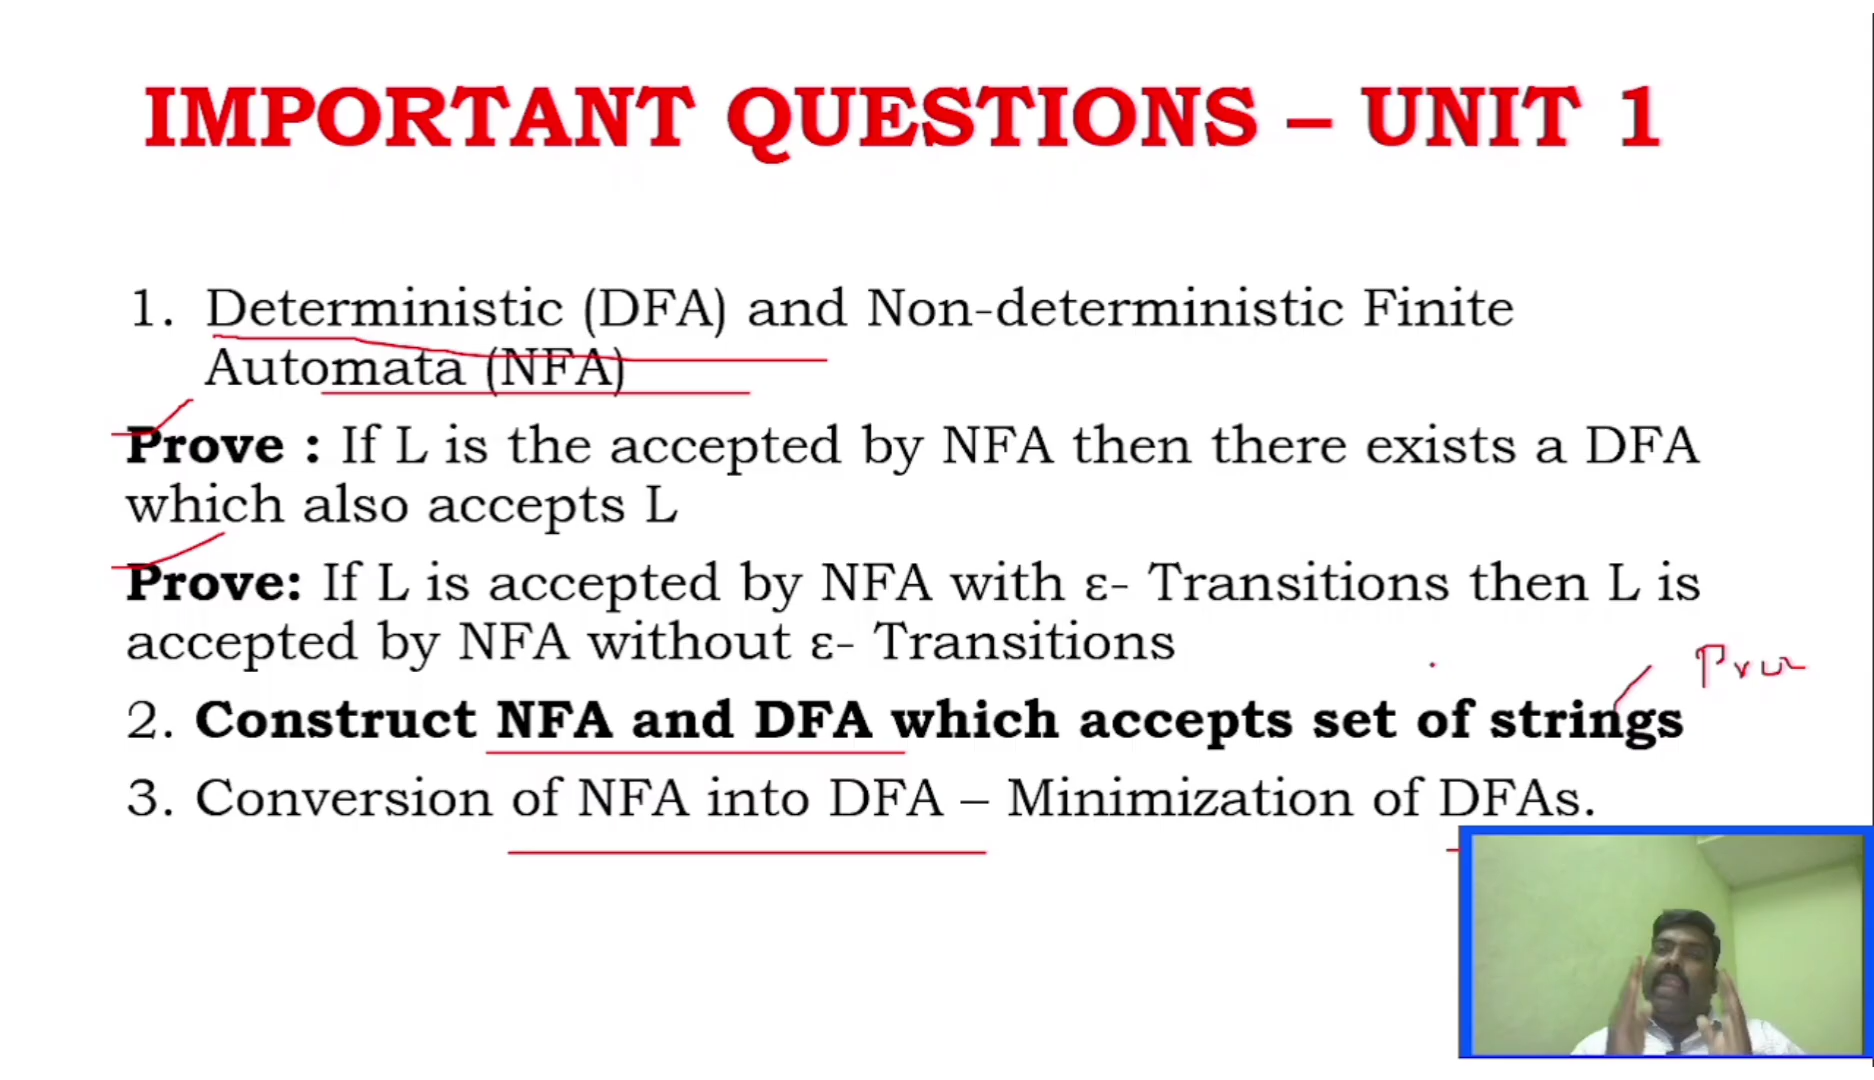 IMPORTANT QUESTIONS – UNIT 1
1. Deterministic (DFA) and Non-deterministic Finite
Automata (NFA)
Prove : If L is the accepted by NFA then there exists a DFA
which also accepts L
Prove: If L is accepted by NFA with ε- Transitions then L is
accepted by NFA without ε- Transitions
2. Construct NFA and DFA which accepts set of strings
3. Conversion of NFA into DFA – Minimization of DFAs.